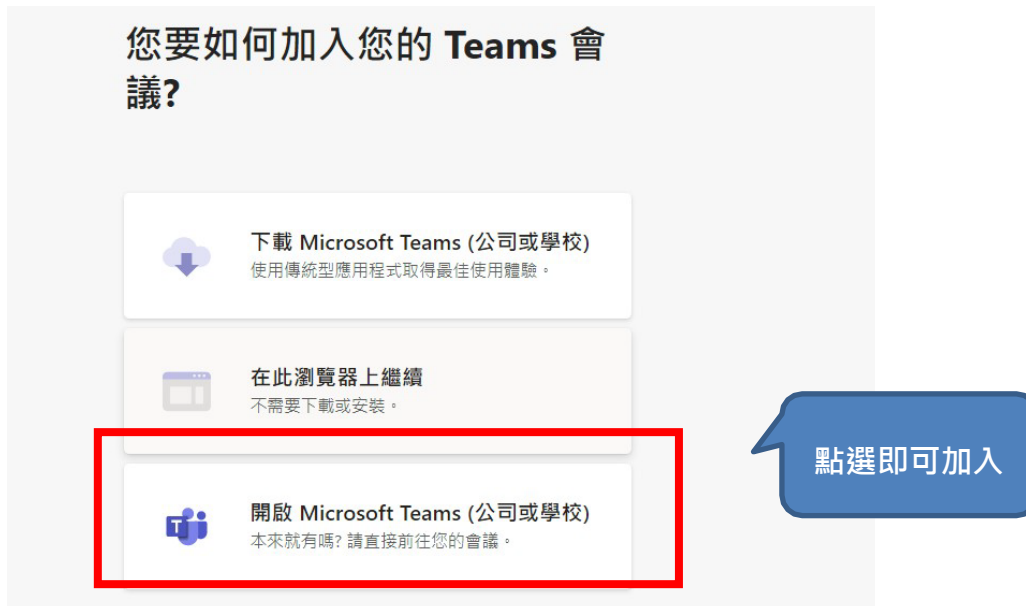 您要如何加入您的 Teams 會
議?
下載 Microsoft Teams (公司或學校)
使用傳統型應用程式取得最佳使用體驗。
在此瀏覽器上繼續
不需要下載或安裝。
點選即可加入
開啟 Microsoft Teams (公司或學校)
本來就有嗎? 請直接前往您的會議。